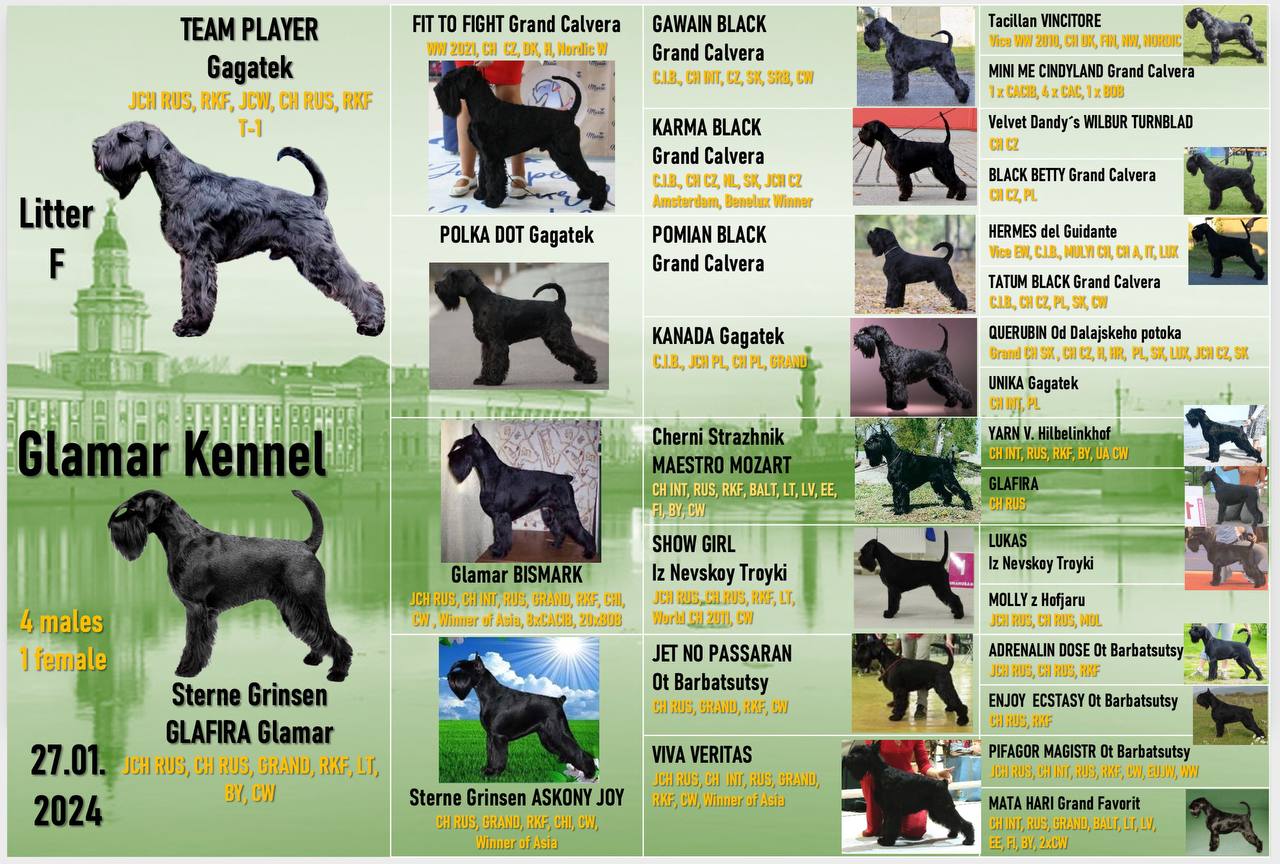 TEAM PLAYER
Gagatek
JCH RUS, RKF, JCW, CH RUS, RKF
T-1
Litter
F
Glamar Kennel
4 males
1 female
Sterne Grinsen
GLAFIRA Glamar
JCH RUS, CH RUS, GRAND, RKF, LT,
BY, CW
27.01.
2024
FIT TO FIGHT Grand Calvera
WW 2021, CH CZ, DK, H, Nordic W
POLKA DOT Gagatek
Glamar BISMARK
JCH RUS, CH INT, RUS, GRAND, RKF, CHI,
CW , Winner of Asia, 8xCACIB, 20xBOB
Sterne Grinsen ASKONY JOY
CH RUS, GRAND, RKF, CHI, CW,
Winner of Asia
GAWAIN BLACK
Grand Calvera
C.I.B., CH INT, CZ, SK, SRB, CW
KARMA BLACK
Grand Calvera
C.I.B., CH CZ, NL, SK, JCH CZ
Amsterdam, Benelux Winner
POMIAN BLACK
Grand Calvera
KANADA Gagatek
C.I.B., JCH PL, CH PL, GRAND
Cherni Strazhnik
MAESTRO MOZART
CH INT, RUS, RKF, BALT, LT, LV, EE,
FI, BY, CW
SHOW GIRL
Iz Nevskoy Troyki
JCH RUS, CH RUS, RKF, LT,
World CH 2011, CW
JET NO PASSARAN
Ot Barbatsutsy
CH RUS, GRAND, RKF, CW
VIVA VERITAS
JCH RUS, CH INT, RUS, GRAND,
RKF, CW, Winner of Asia
Tacillan VINCITORE
Vice WW 2010, CH UK, FIN, NW, NORDIC
MINI ME CINDYLAND Grand Calvera
1 x CACIB, 4 x CAC, 1 x BOB
Velvet Dandy´s WILBUR TURNBLAD
CH CZ
BLACK BETTY Grand Calvera
CH CZ, PL
HERMES del Guidante
Vice EW, C.I.B., MULYI CH, CH A, IT, LUX
TATUM BLACK Grand Calvera
C.I.B., CH CZ, PL, SK, CW
QUERUBIN Od Dalajskeho potoka
Grand CH SK , CH CZ, H, HR, PL, SK, LUX, JCH CZ, SK
UNIKA Gagatek
CH INT, PL
YARN V. Hilbelinkhof
CH INT, RUS, RKF, BY, UA CW
GLAFIRA
CH RUS
LUKAS
Iz Nevskoy Troyki
MOLLY z Hofjaru
JCH RUS, CH RUS, MOL
ADRENALIN DOSE Ot Barbatsutsy
JCH RUS, CH RUS, RKF
ENJOY ECSTASY Ot Barbatsutsy
CH RUS, RKF
PIFAGOR MAGISTR Ot Barbatsutsy
JCH RUS, CH INT, RUS, RKF, CW, EUJW, WW
MATA HARI Grand Favorit
CH INT, RUS, GRAND, BALT, LT, LV,
EE, FI, BY, 2xCW